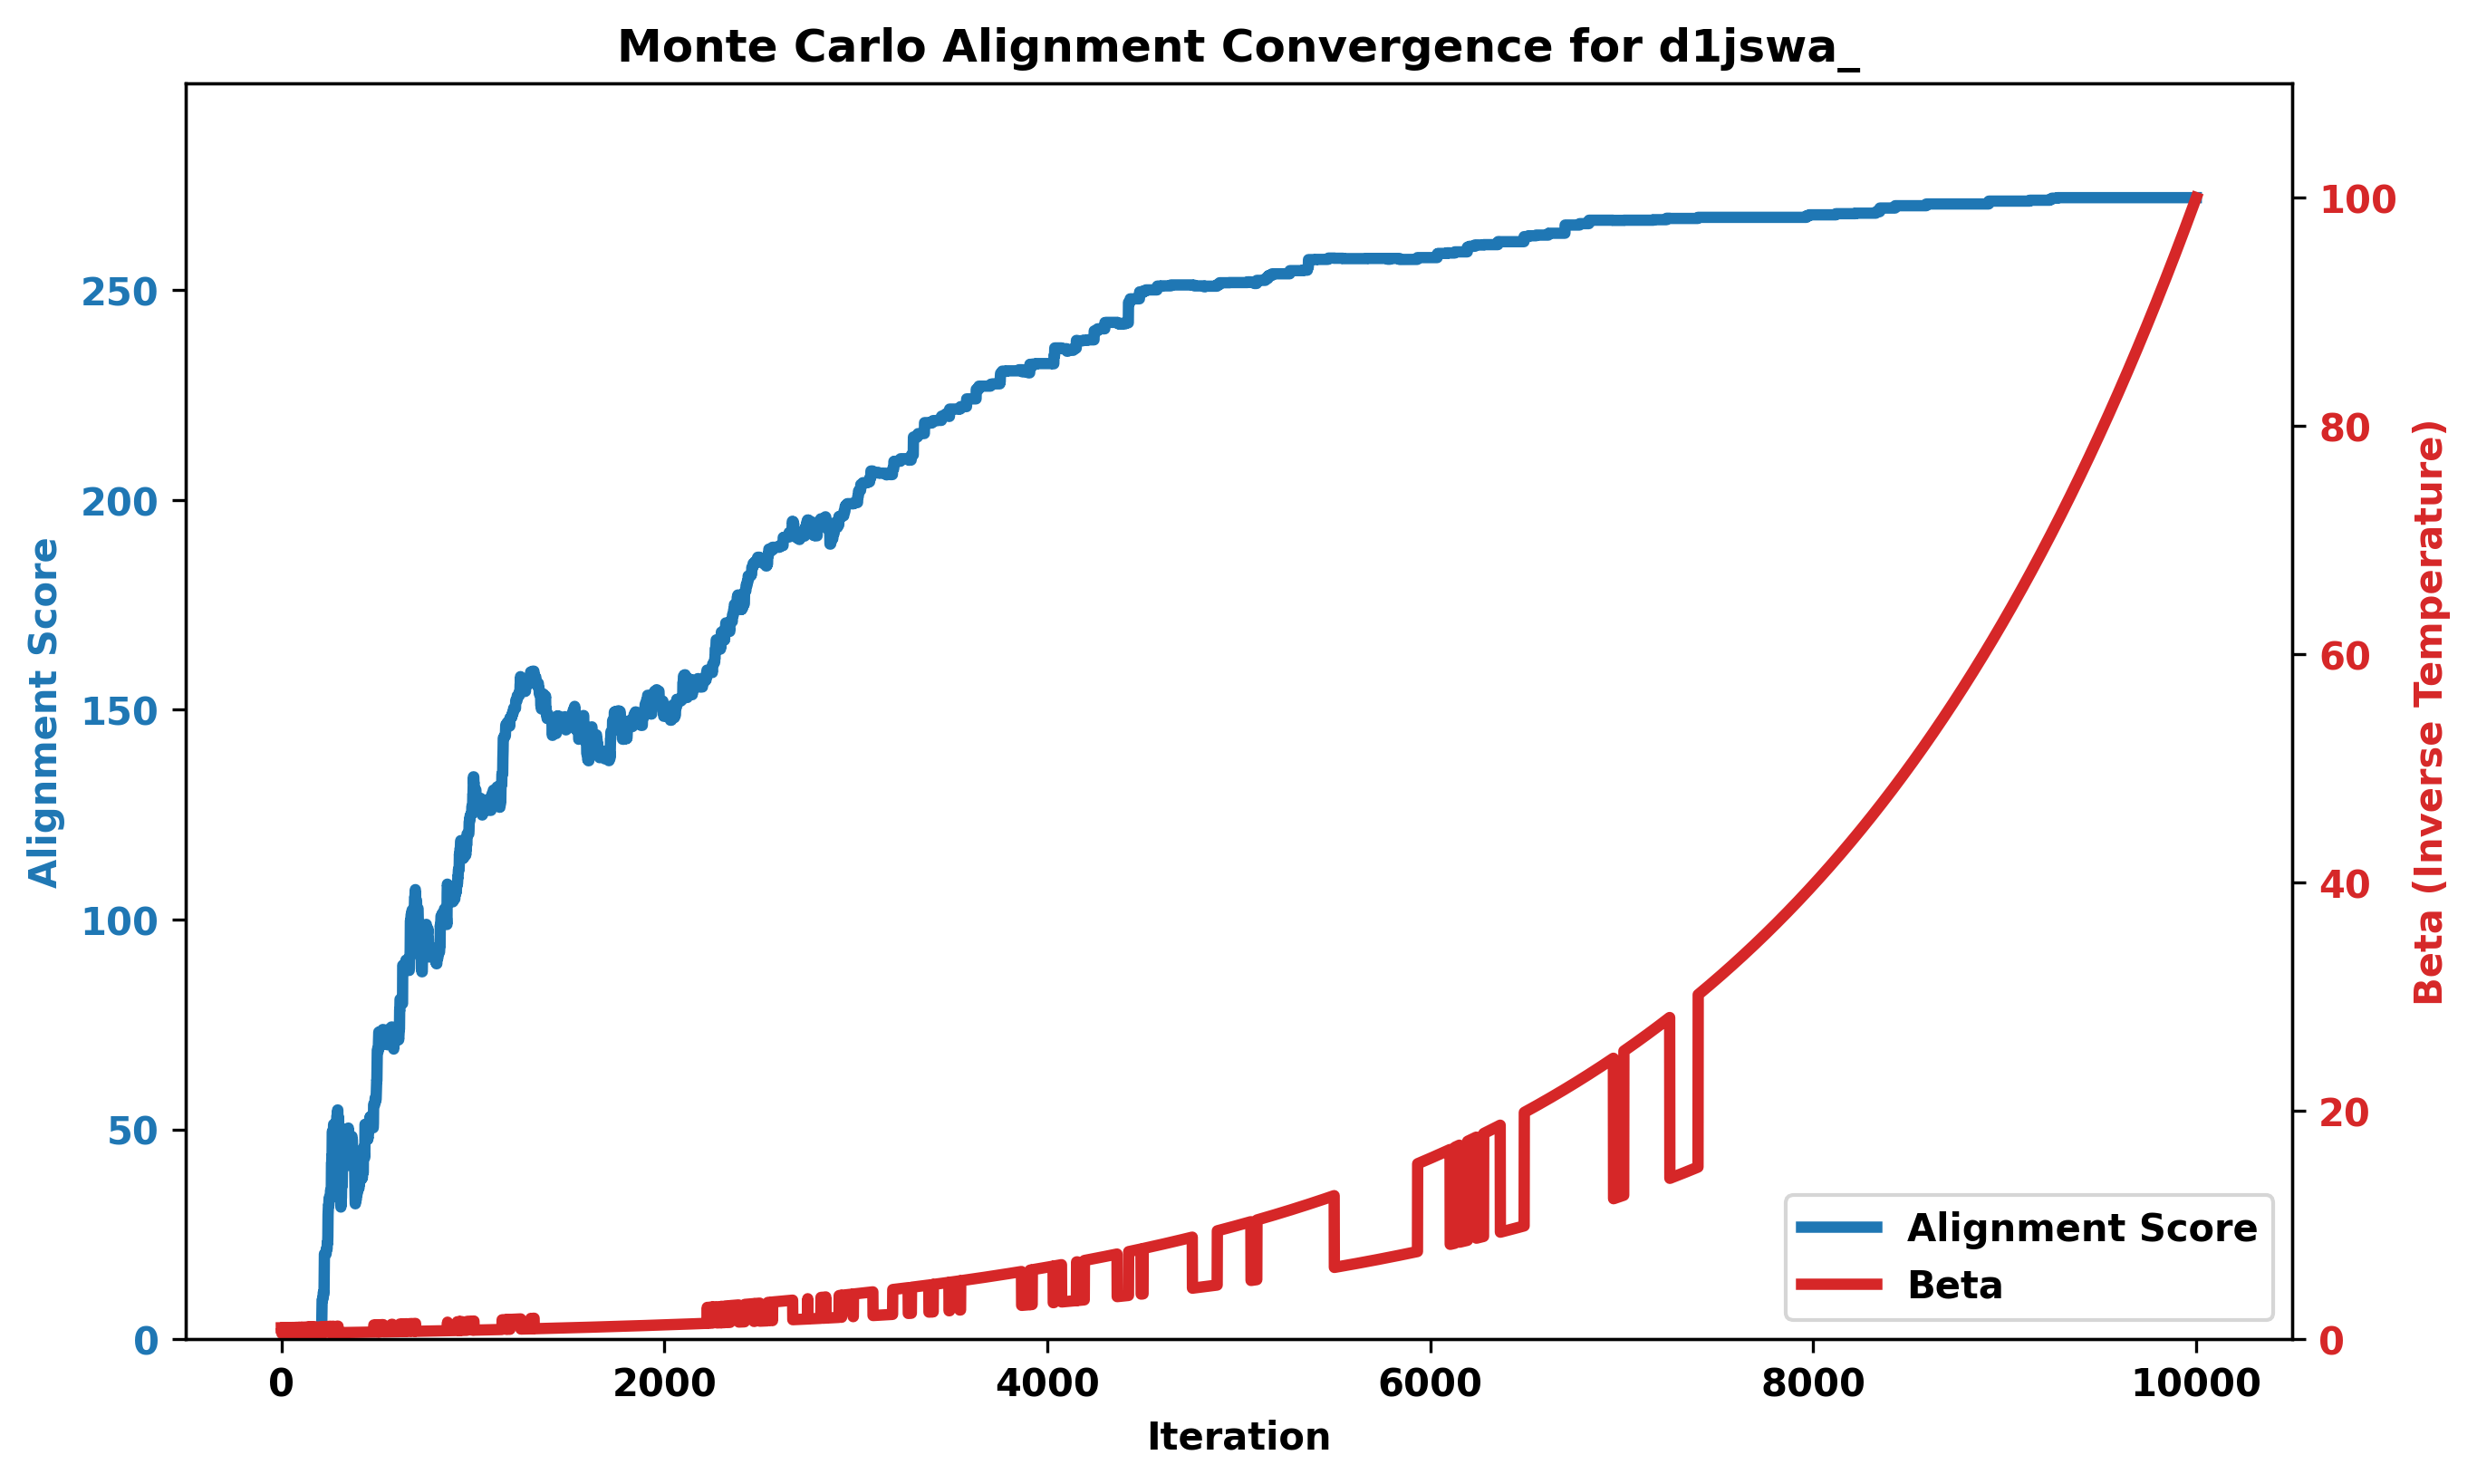 Monte Carlo Alignment Convergence for d1jswa_
Alignment Score
250
200
150
100
50
0
100
80
60
40
20
0
Beta (Inverse Temperature)
Alignment Score
Beta
0 2000 4000 6000 8000 10000
Iteration